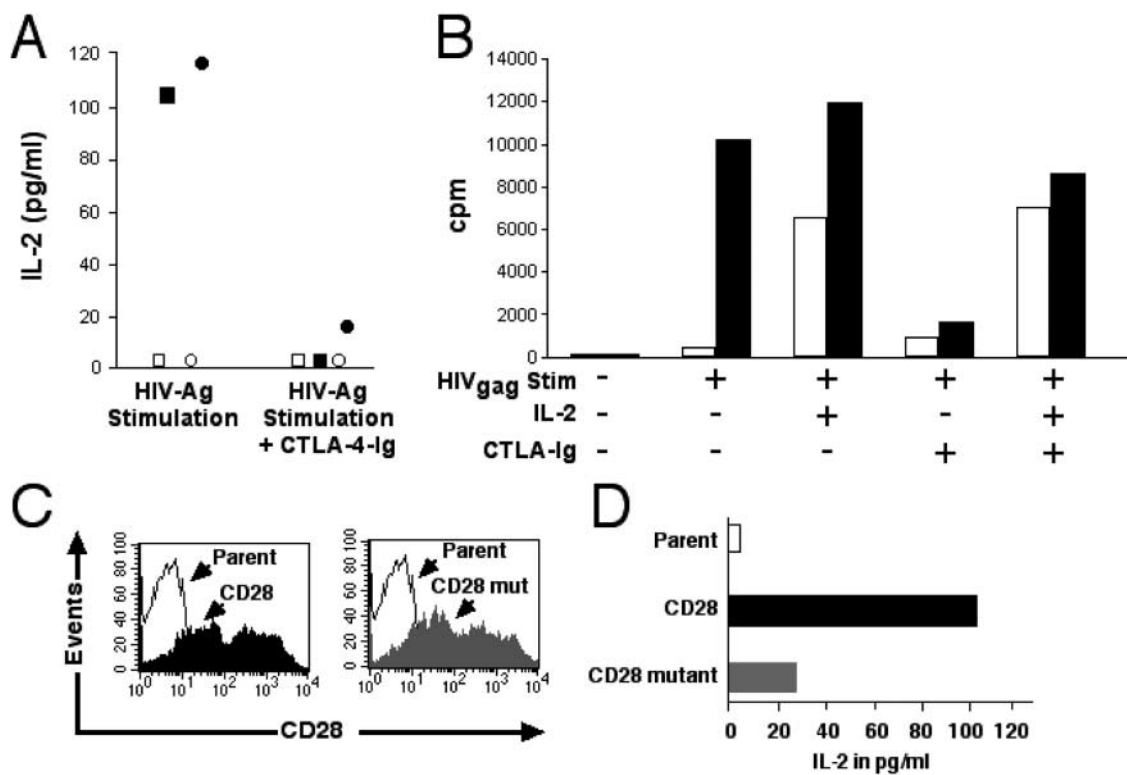 A
IL-2 (pg/ml)
120
100
80
60
40
20
0
HIV-Ag
Stimulation
HIV-Ag
Stimulation
+ CTLA-4-Ig
B
cpm
14000
12000
10000
8000
6000
4000
2000
0
HIVgag Stim - + + + +
IL-2 - - + - +
CTLA-Ig - - - + +
C
Events
100
80
60
40
20
0
Parent
CD28
10^0 10^1 10^2 10^3 10^4
100
80
60
40
20
0
Parent
CD28 mut
10^0 10^1 10^2 10^3 10^4
CD28
D
Parent
CD28
CD28 mutant
0 20 40 60 80 100 120
IL-2 in pg/ml